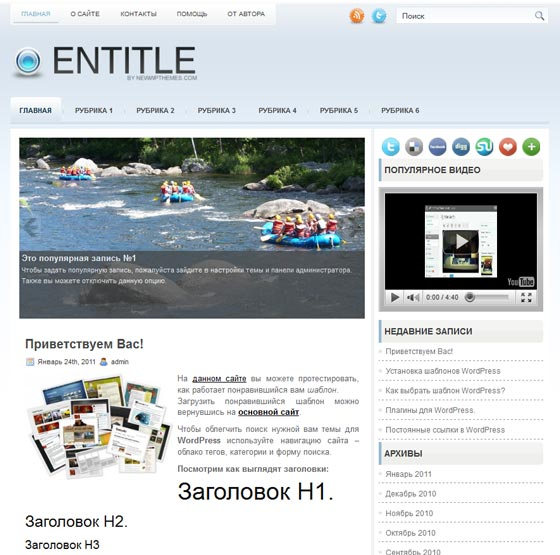 ГЛАВНАЯ О САЙТЕ КОНТАКТЫ ПОМОЩЬ ОТ АВТОРА
Поиск
ENTITLE
BY NEWWPTHEMES.COM
ГЛАВНАЯ РУБРИКА 1 РУБРИКА 2 РУБРИКА 3 РУБРИКА 4 РУБРИКА 5 РУБРИКА 6
Это популярная запись №1
Чтобы задать популярную запись, пожалуйста зайдите в настройки темы и панели администратора.
Также вы можете отключить данную опцию.
Приветствуем Вас!
Январь 24th, 2011 admin
На данном сайте вы можете протестировать,
как работает понравившийся вам шаблон.
Загрузить понравившийся шаблон можно
вернувшись на основной сайт.
Чтобы облегчить поиск нужной вам темы для
WordPress используйте навигацию сайта –
облако тегов, категории и форму поиска.
Посмотрим как выглядят заголовки:
Заголовок H1.
Заголовок H2.
Заголовок H3
facebook
digg
ПОПУЛЯРНОЕ ВИДЕО
YouTube
0:00 / 4:40
НЕДАВНИЕ ЗАПИСИ
Приветствуем Вас!
Установка шаблонов WordPress
Как выбрать шаблон WordPress?
Плагины для WordPress
Постоянные ссылки в WordPress
АРХИВЫ
Январь 2011
Декабрь 2010
Ноябрь 2010
Октябрь 2010
Сентябрь 2010